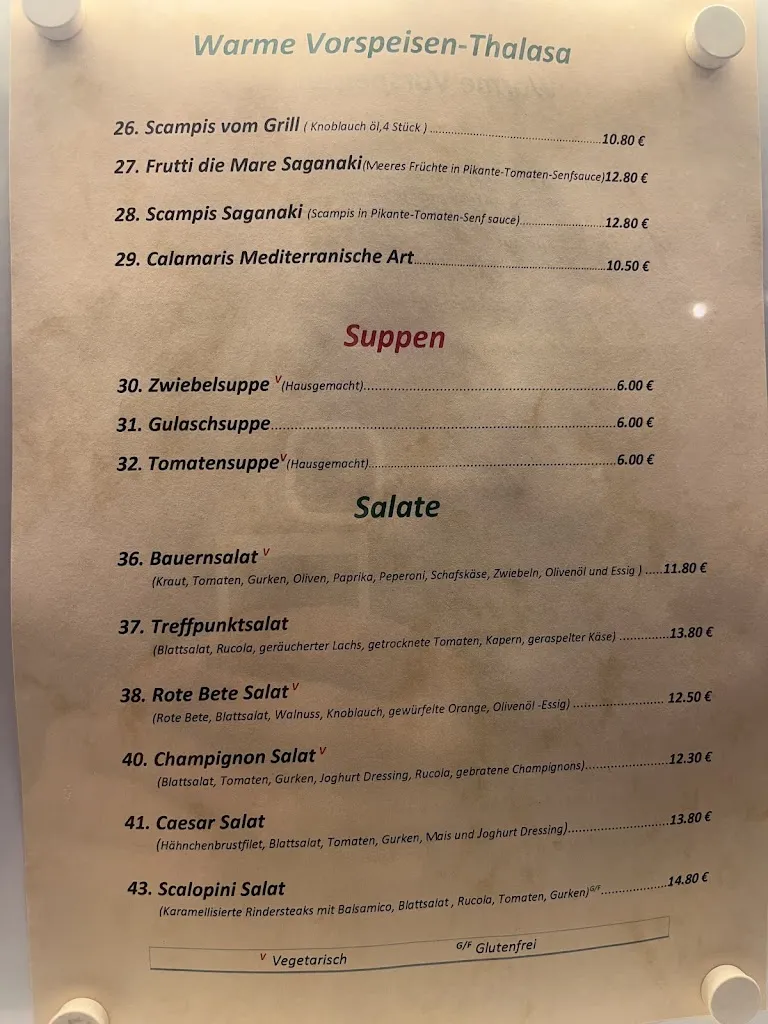 Warme Vorspeisen-Thalasa
26. Scampis vom Grill ( Knoblauch öl,4 Stück )..........10.80 €
27. Frutti die Mare Saganaki(Meeres Früchte in Pikante-Tomaten-Senfsauce)12.80 €
28. Scampis Saganaki (Scampis in Pikante-Tomaten-Senf sauce)..........12.80 €
29. Calamaris Mediterranische Art..........10.50 €
Suppen
30. Zwiebelsuppe V(Hausgemacht)..........6.00 €
31. Gulaschsuppe..........6.00 €
32. TomatensuppeV(Hausgemacht)..........6.00 €
Salate
36. Bauernsalat V
(Kraut, Tomaten, Gurken, Oliven, Paprika, Peperoni, Schafskäse, Zwiebeln, Olivenöl und Essig ) .....11.80 €
37. Treffpunktsalat
(Blattsalat, Rucola, geräucherter Lachs, getrocknete Tomaten, Kapern, geraspelter Käse) ..........13.80 €
38. Rote Bete Salat V
(Rote Bete, Blattsalat, Walnuss, Knoblauch, gewürfelte Orange, Olivenöl -Essig) .......... 12.50 €
40. Champignon Salat V
(Blattsalat, Tomaten, Gurken, Joghurt Dressing, Rucola, gebratene Champignons)..........12.30 €
41. Caesar Salat
(Hähnchenbrustfilet, Blattsalat, Tomaten, Gurken, Mais und Joghurt Dressing)..........13.80 €
43. Scalopini Salat
(Karamellisierte Rindersteaks mit Balsamico, Blattsalat , Rucola, Tomaten, Gurken)G/F..........14.80 €
V Vegetarisch G/F Glutenfrei